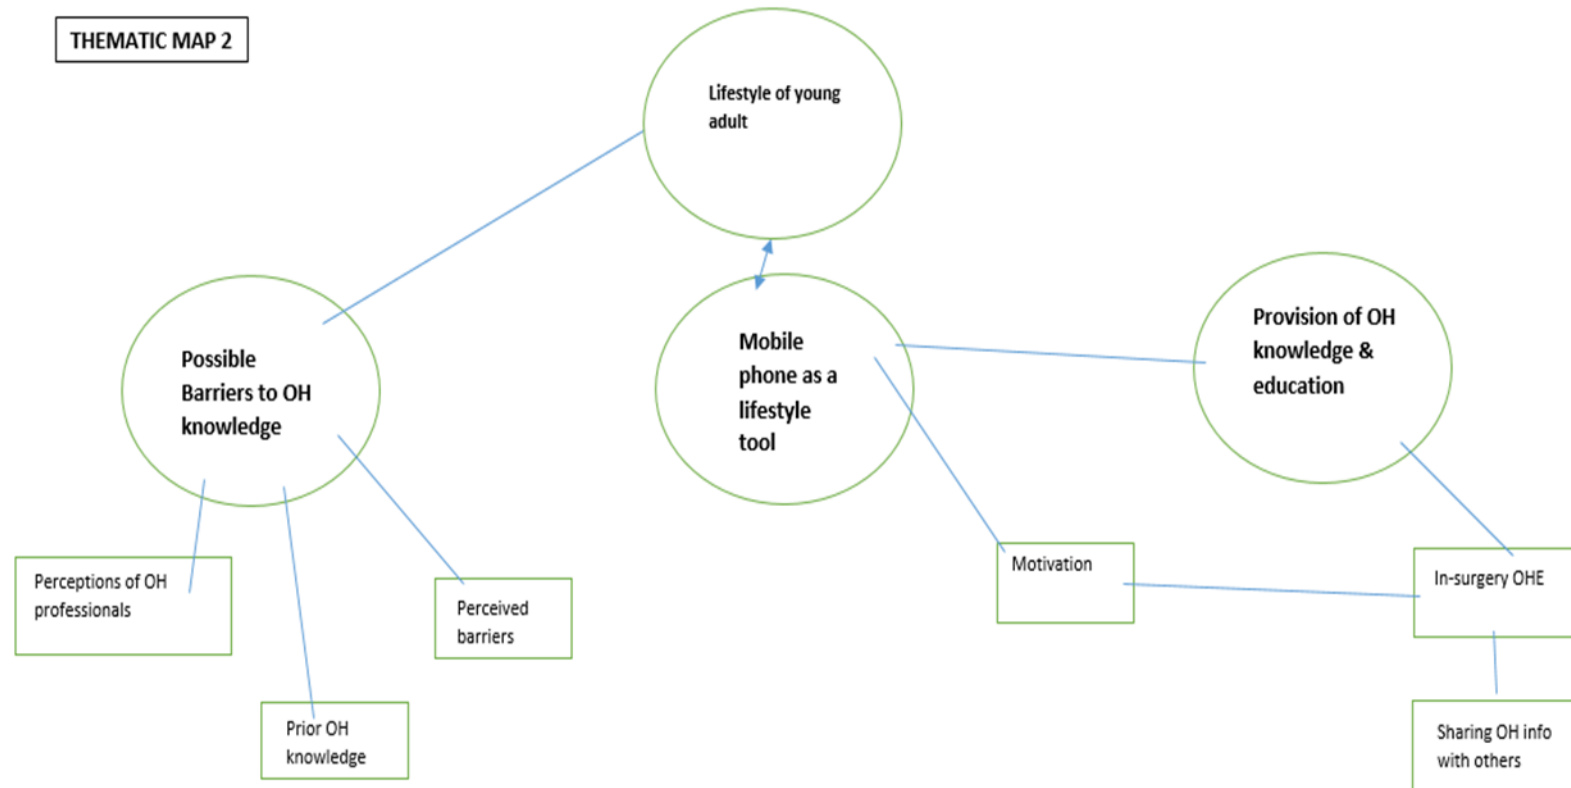 THEMATIC MAP 2
Lifestyle of young
adult
Possible
Barriers to OH
knowledge
Mobile
phone as a
lifestyle
tool
Provision of OH
knowledge &
education
Perceptions of OH
professionals
Perceived
barriers
Prior OH
knowledge
Motivation
In-surgery OHE
Sharing OH info
with others